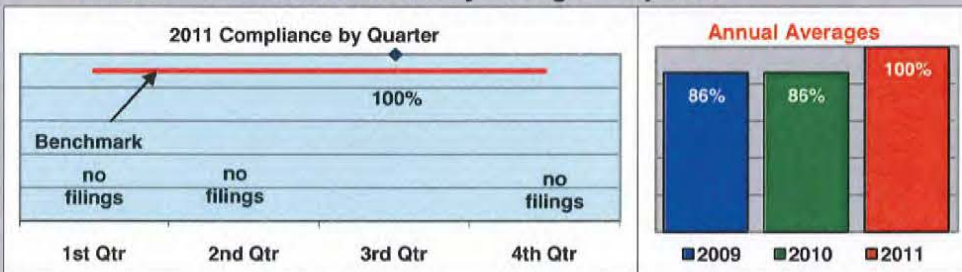 2011 Compliance by Quarter
100%
Benchmark
no
filings
no
filings
no
filings
1st Qtr 2nd Qtr 3rd Qtr 4th Qtr
Annual Averages
86% 86% 100%
2009 2010 2011